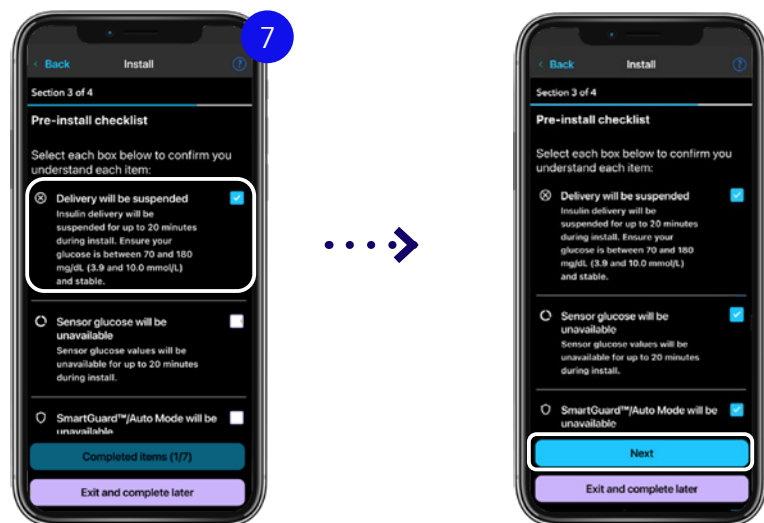 7
Back Install ?
Section 3 of 4
Pre-install checklist
Select each box below to confirm you
understand each item:
Delivery will be suspended
Insulin delivery will be
suspended for up to 20 minutes
during install. Ensure your
glucose is between 70 and 180
mg/dL (3.9 and 10.0 mmol/L)
and stable.
Sensor glucose will be
unavailable
Sensor glucose values will be
unavailable for up to 20 minutes
during install.
SmartGuard™/Auto Mode will be
unavailable
Completed items (1/7)
Exit and complete later
Back Install ?
Section 3 of 4
Pre-install checklist
Select each box below to confirm you
understand each item:
Delivery will be suspended
Insulin delivery will be
suspended for up to 20 minutes
during install. Ensure your
glucose is between 70 and 180
mg/dL (3.9 and 10.0 mmol/L)
and stable.
Sensor glucose will be
unavailable
Sensor glucose values will be
unavailable for up to 20 minutes
during install.
SmartGuard™/Auto Mode will be
unavailable
Next
Exit and complete later